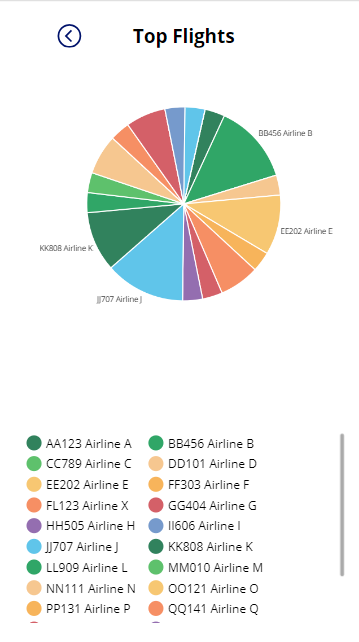 Top Flights
BB456 Airline B
EE202 Airline E
KK808 Airline K
JJ707 Airline J
AA123 Airline A BB456 Airline B
CC789 Airline C DD101 Airline D
EE202 Airline E FF303 Airline F
FL123 Airline X GG404 Airline G
HH505 Airline H II606 Airline I
JJ707 Airline J KK808 Airline K
LL909 Airline L MM010 Airline M
NN111 Airline N OO121 Airline O
PP131 Airline P QQ141 Airline Q